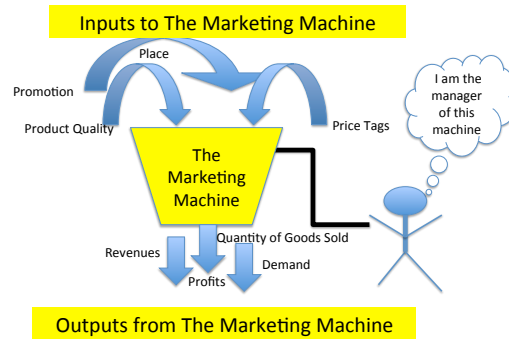 Inputs to The Marketing Machine
Place
Promotion
Product Quality
Price Tags
I am the
manager
of this
machine
The
Marketing
Machine
Quantity of Goods Sold
Revenues
Demand
Profits
Outputs from The Marketing Machine